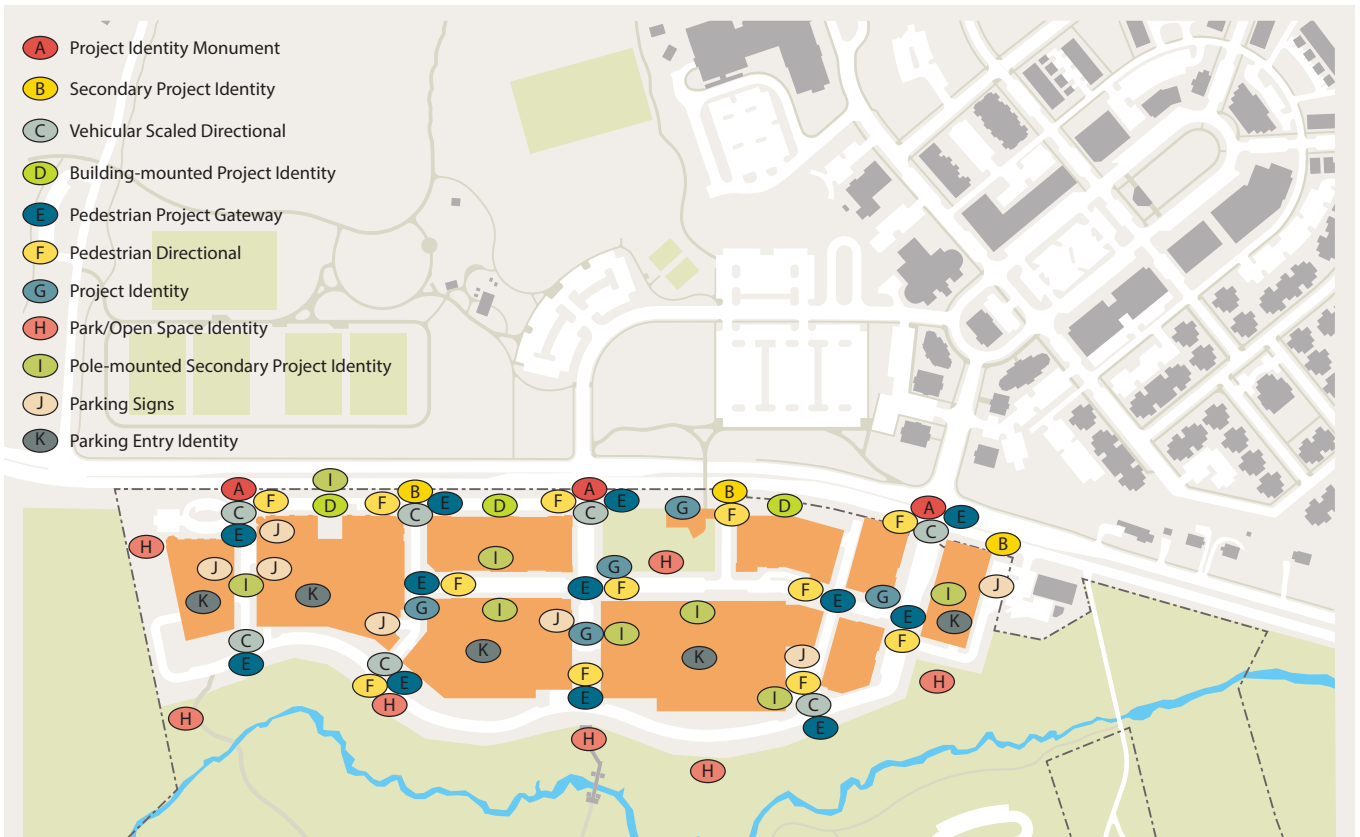 A Project Identity Monument
B Secondary Project Identity
C Vehicular Scaled Directional
D Building-mounted Project Identity
E Pedestrian Project Gateway
F Pedestrian Directional
G Project Identity
H Park/Open Space Identity
I Pole-mounted Secondary Project Identity
J Parking Signs
K Parking Entry Identity
I
A F D F B E D F A E G B F D A E
C C C F C
E J H B
H J J I K K I G H J
E F E F F E G I K
G I J I E
C J G I F
E C K K J H
F E F F
H E I C
H E
H
H